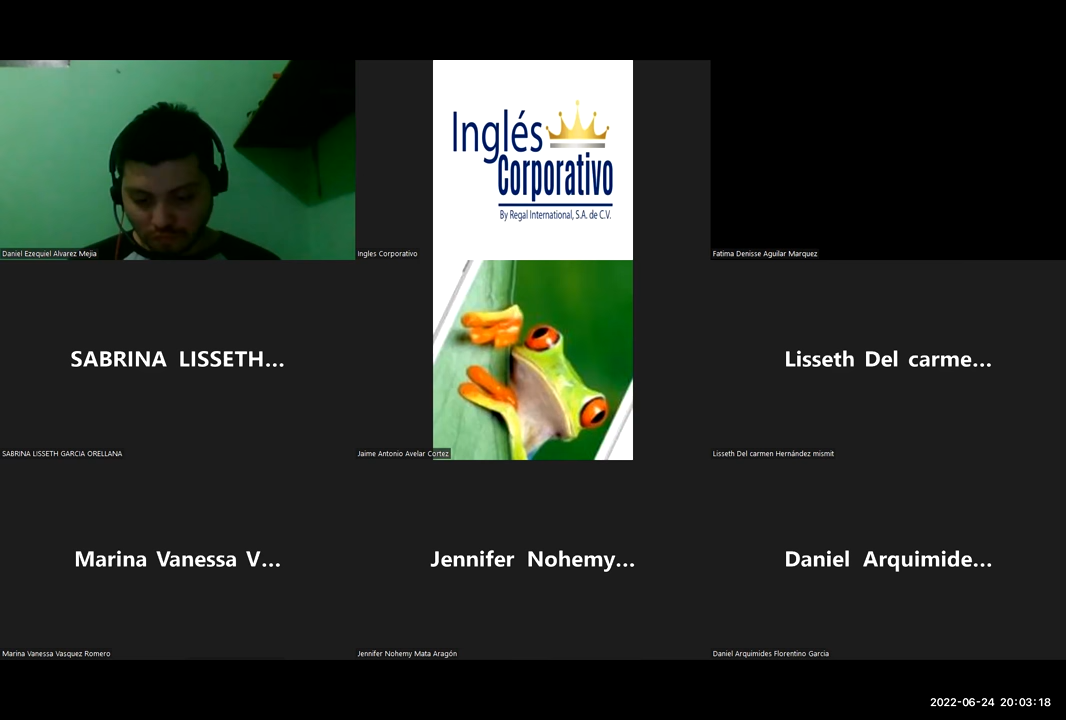 Inglés
Corporativo
By Regal International, S.A. de C.V.
Daniel Ezequiel Alvarez Mejia
Ingles Corporativo
Fatima Denisse Aguilar Marquez
SABRINA LISSETH...
Lisseth Del carme...
SABRINA LISSETH GARCIA ORELLANA
Jaime Antonio Avelar Cortez
Lisseth Del carmen Hernández mismit
Marina Vanessa V...
Jennifer Nohemy...
Daniel Arquimide...
Marina Vanessa Vasquez Romero
Jennifer Nohemy Mata Aragón
Daniel Arquimides Florentino Garcia
2022-06-24 20:03:18